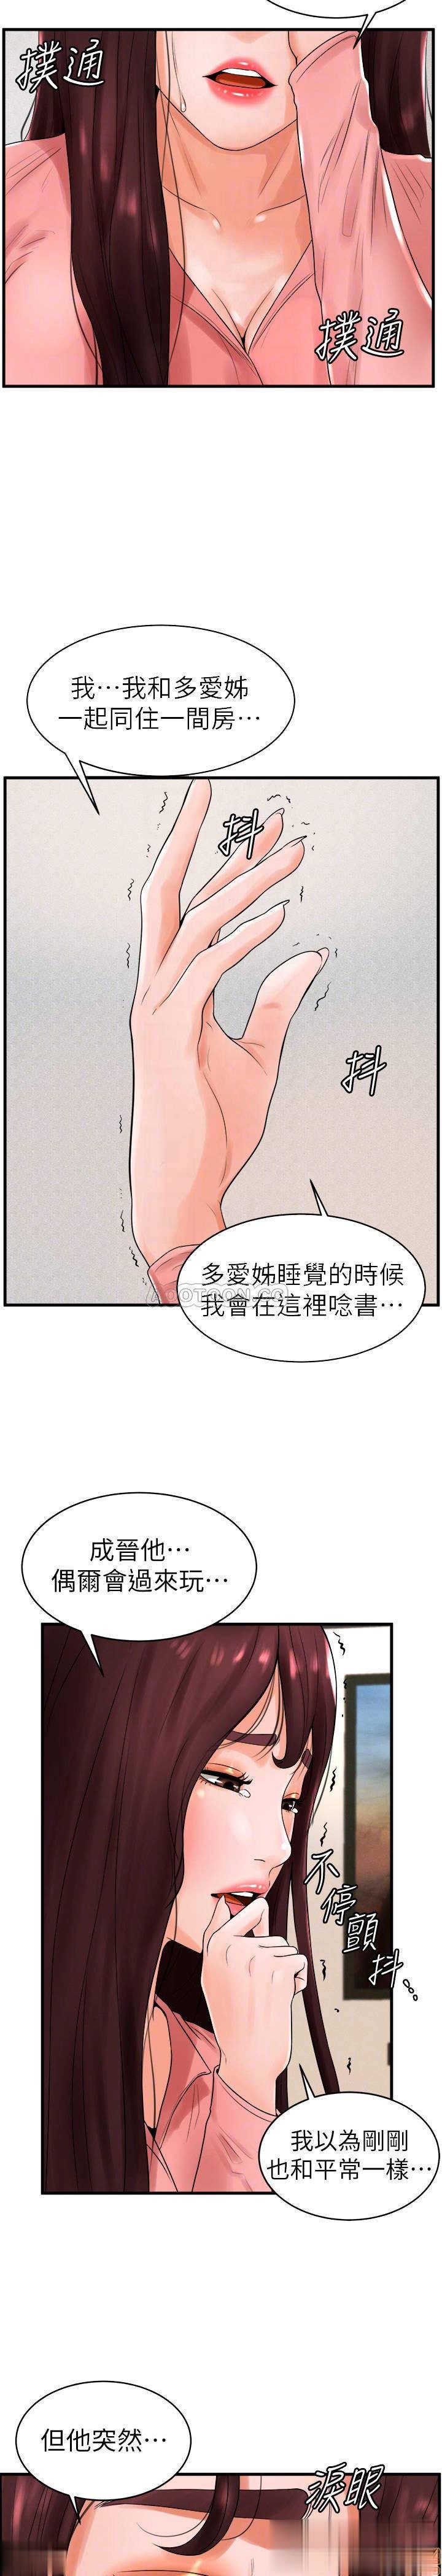 撲通
撲通
我⋯我和多愛姊
一起同住一間房⋯
抖
抖
多愛姊睡覺的時候
我會在這裡唸書⋯
成晉他⋯
偶爾會過來玩⋯
不停顫抖⋯
我以為剛剛
也和平常一樣⋯
但他突然⋯
淚眼